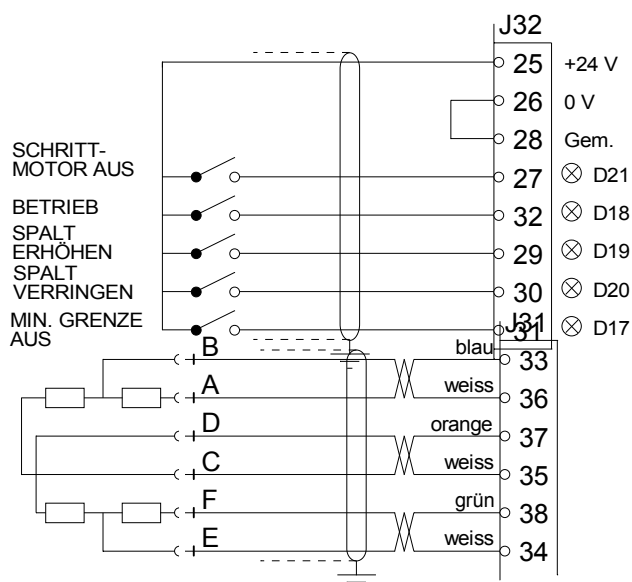 J32
25 +24 V
26 0 V
28 Gem.
SCHRITT-
MOTOR AUS
27 D21
BETRIEB
32 D18
SPALT
ERHÖHEN
29 D19
SPALT
VERRINGEN
30 D20
MIN. GRENZE
AUS
31 D17
J31
B blau 33
A weiss 36
D orange 37
C weiss 35
F grün 38
E weiss 34